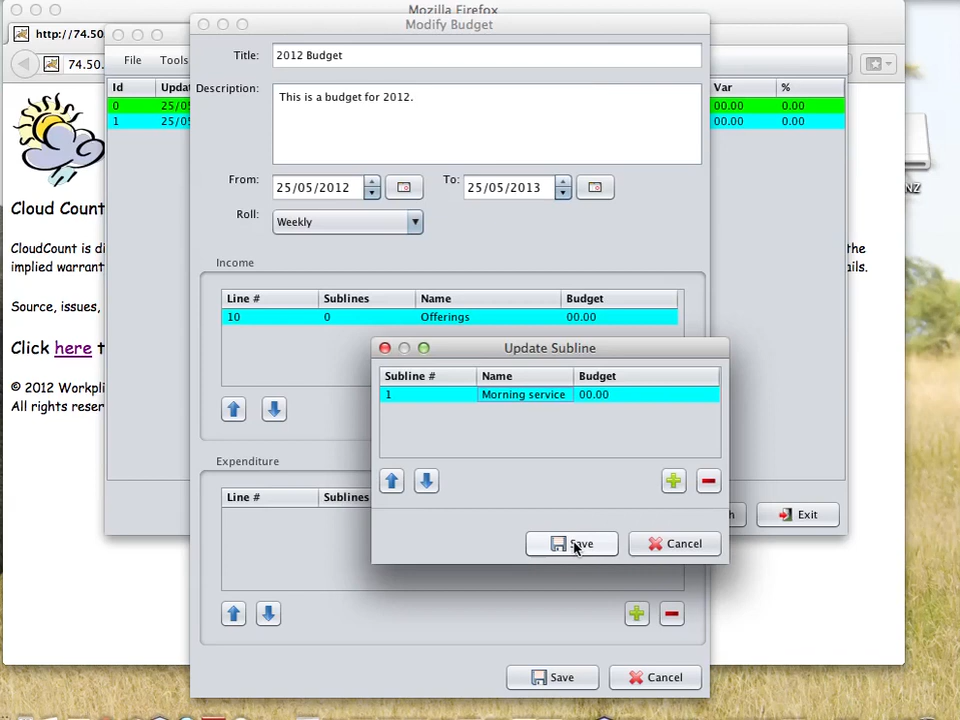 Mozilla Firefox
Modify Budget
http://74.50
74.50.
File Tools
Title: 2012 Budget
Description: This is a budget for 2012.
Id Updat Var %
0 25/05 00.00 0.00
1 25/05 00.00 0.00
From: 25/05/2012 To: 25/05/2013
Roll: Weekly
NZ
Cloud Count
CloudCount is di the
implied warrant ails.
Source, issues,
Click here t
© 2012 Workpli
All rights reser
Income
Line # Sublines Name Budget
10 0 Offerings 00.00
Update Subline
Subline # Name Budget
1 Morning service 00.00
Save Cancel
Expenditure
Line # Sublines
h Exit
Save Cancel